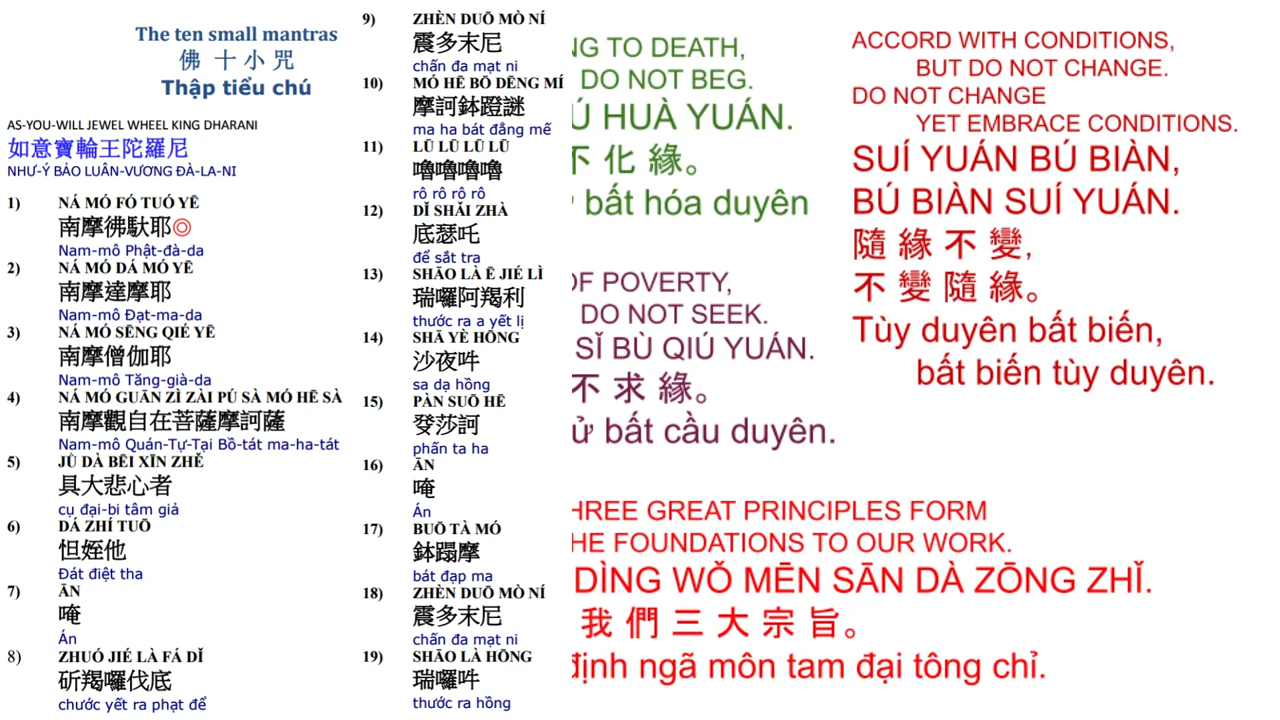 The ten small mantras
佛 十 小 咒
Thập tiểu chú
AS-YOU-WILL JEWEL WHEEL KING DHARANI
如意寶輪王陀羅尼
NHƯ-Ý BẢO LUÂN-VƯƠNG ĐÀ-LA-NI
1) NÁ MÓ FÓ TUÓ YĒ
南摩彿馱耶◎
Nam-mô Phật-đà-da
2) NÁ MÓ DÁ MÓ YĒ
南摩達摩耶
Nam-mô Đạt-ma-da
3) NÁ MÓ SĒNG QIÉ YĒ
南摩僧伽耶
Nam-mô Tăng-già-da
4) NÁ MÓ GUĀN ZÌ ZÀI PÚ SÀ MÓ HĒ SÀ
南摩觀自在菩薩摩訶薩
Nam-mô Quán-Tự-Tại Bồ-tát ma-ha-tát
5) JÙ DÀ BĒI XĪN ZHĚ
具大悲心者
cụ đại-bi tâm giả
6) DÁ ZHÍ TUŌ
怛姪他
Đát điệt tha
7) ĀN
唵
Án
8) ZHUÓ JIÉ LÀ FÁ DǏ
斫羯囉伐底
chước yết ra phạt để
9) ZHÈN DUŌ MÒ NÍ
震多末尼
chấn đa mạt ni
10) MÓ HĒ BŌ DĒNG MÍ
摩訶鉢蹬謎
ma ha bát đẳng mế
11) LŪ LŪ LŪ LŪ
嚕嚕嚕嚕
rô rô rô rô
12) DǏ SHĂI ZHÀ
底瑟吒
để sắt tra
13) SHĀO LÀ Ē JIÉ LÌ
瑞囉阿羯利
thước ra a yết lị
14) SHĀ YÈ HŌNG
沙夜吽
sa dạ hồng
15) PÀN SUŌ HĒ
癹莎訶
phấn ta ha
16) ĀN
唵
Án
17) BUŌ TÀ MÓ
鉢蹋摩
bát đạp ma
18) ZHÈN DUŌ MÒ NÍ
震多末尼
chấn đa mạt ni
19) SHĀO LÀ HŌNG
瑞囉吽
thước ra hồng
NG TO DEATH,
DO NOT BEG.
Ú HUÀ YUÁN.
不 化 緣。
bất hóa duyên
OF POVERTY,
DO NOT SEEK.
SǏ BÙ QIÚ YUÁN.
不 求 緣。
ử bất cầu duyên.
ACCORD WITH CONDITIONS,
BUT DO NOT CHANGE.
DO NOT CHANGE
YET EMBRACE CONDITIONS.
SUÍ YUÁN BÚ BIÀN,
BÚ BIÀN SUÍ YUÁN.
隨 緣 不 變,
不 變 隨 緣。
Tùy duyên bất biến,
bất biến tùy duyên.
HREE GREAT PRINCIPLES FORM
HE FOUNDATIONS TO OUR WORK.
DÌNG WǑ MĒN SĀN DÀ ZŌNG ZHǏ.
我 們 三 大 宗 旨。
định ngã môn tam đại tông chỉ.